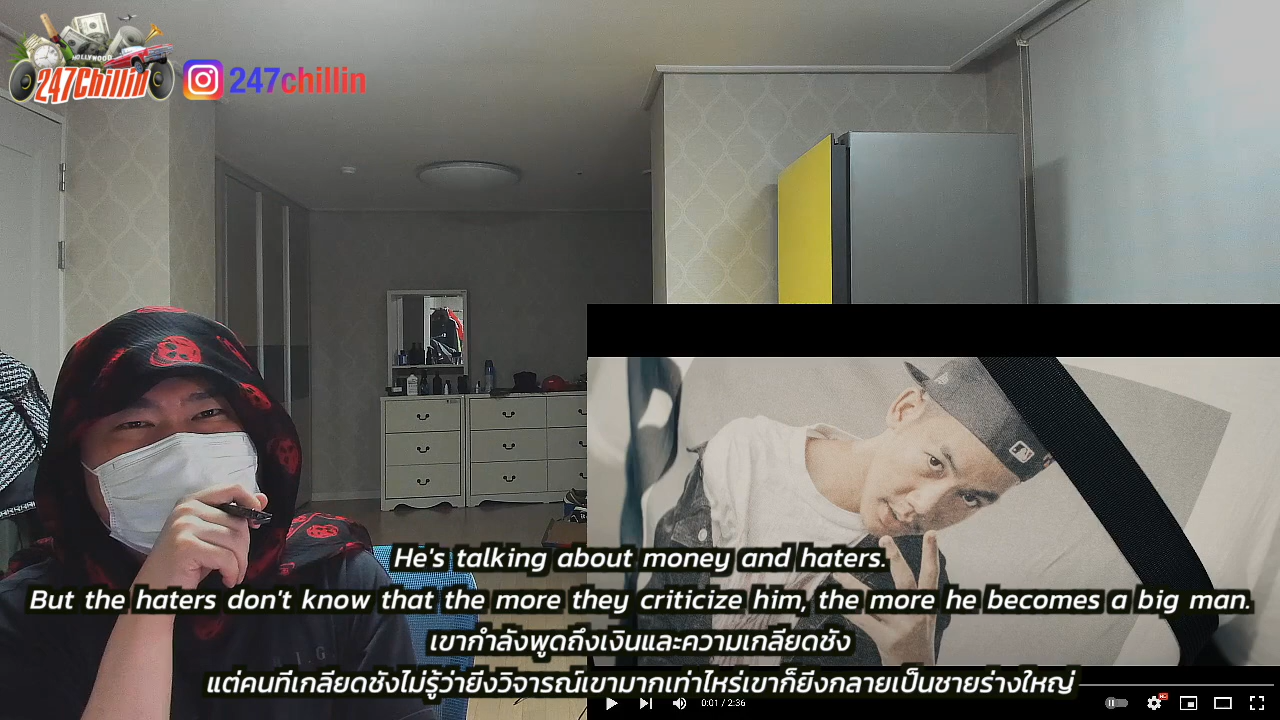 HOLLYWOOD
247Chillin
247chillin
He's talking about money and haters.
But the haters don't know that the more they criticize him, the more he becomes a big man.
เขากำลังพูดถึงเงินและความเกลียดชัง
แต่คนทีเกลียดชังไม่รู้ว่ายิ่งวิจารณ์เขามากเท่าไหร่เขาก็ยิ่งกลายเป็นชายร่างใหญ่
0:01 / 2:36